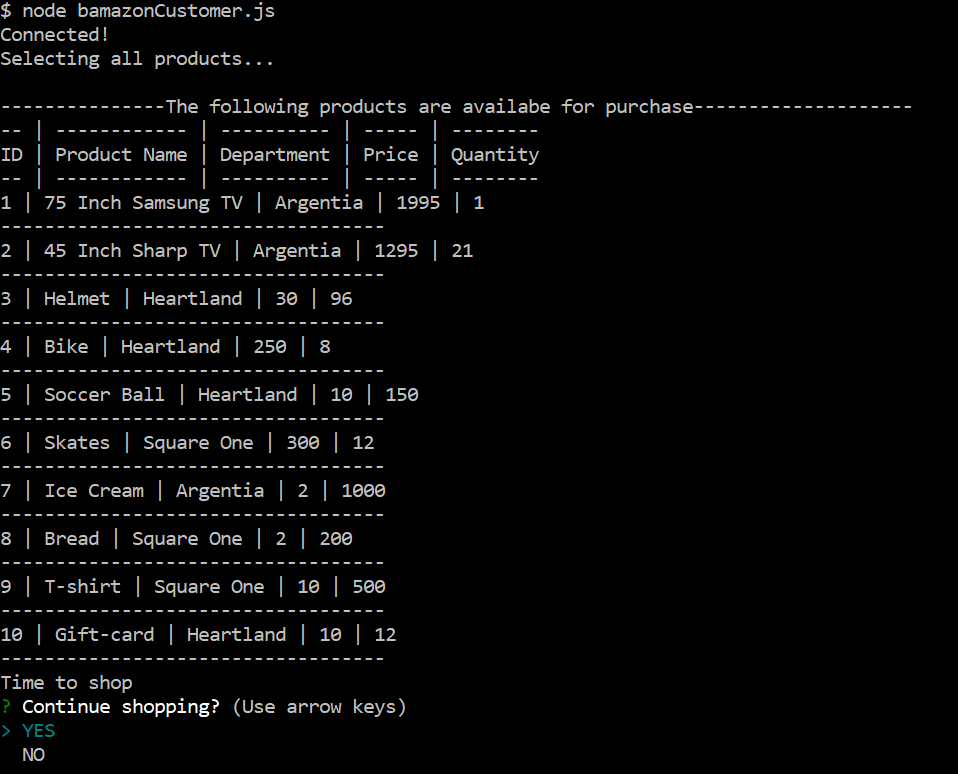 $ node bamazonCustomer.js
Connected!
Selecting all products...
---------------The following products are availabe for purchase--------------------
-- | ------------ | ---------- | ----- | --------
ID | Product Name | Department | Price | Quantity
-- | ------------ | ---------- | ----- | --------
1 | 75 Inch Samsung TV | Argentia | 1995 | 1
-----------------------------------
2 | 45 Inch Sharp TV | Argentia | 1295 | 21
-----------------------------------
3 | Helmet | Heartland | 30 | 96
-----------------------------------
4 | Bike | Heartland | 250 | 8
-----------------------------------
5 | Soccer Ball | Heartland | 10 | 150
-----------------------------------
6 | Skates | Square One | 300 | 12
-----------------------------------
7 | Ice Cream | Argentia | 2 | 1000
-----------------------------------
8 | Bread | Square One | 2 | 200
-----------------------------------
9 | T-shirt | Square One | 10 | 500
-----------------------------------
10 | Gift-card | Heartland | 10 | 12
-----------------------------------
Time to shop
? Continue shopping? (Use arrow keys)
> YES
  NO